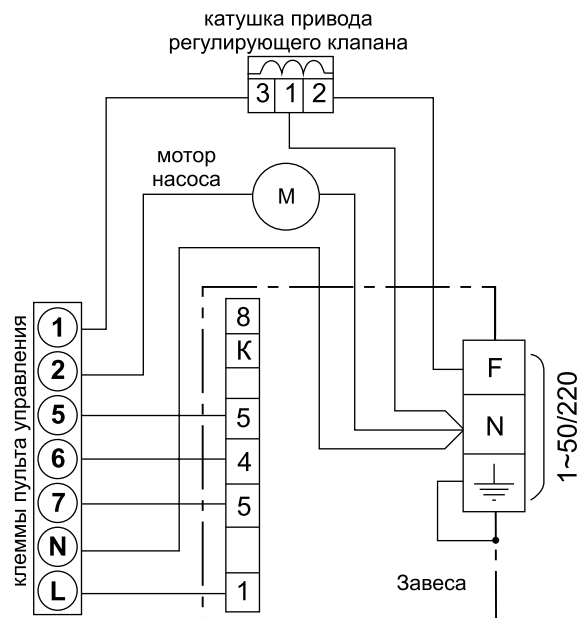 катушка привода
регулирующего клапана
3 1 2
мотор
насоса
M
клеммы пульта управления
1
2
5
6
7
N
L
8
К
5
4
5
1
F
N
1~50/220
Завеса